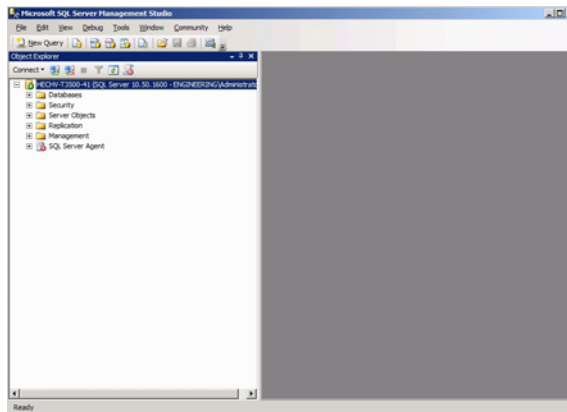 Microsoft SQL Server Management Studio
File Edit View Debug Tools Window Community Help
New Query
Object Explorer
Connect
HECHV-T3500-41 (SQL Server 10.50.1600 - ENGINEERING\Administrato
Databases
Security
Server Objects
Replication
Management
SQL Server Agent
Ready